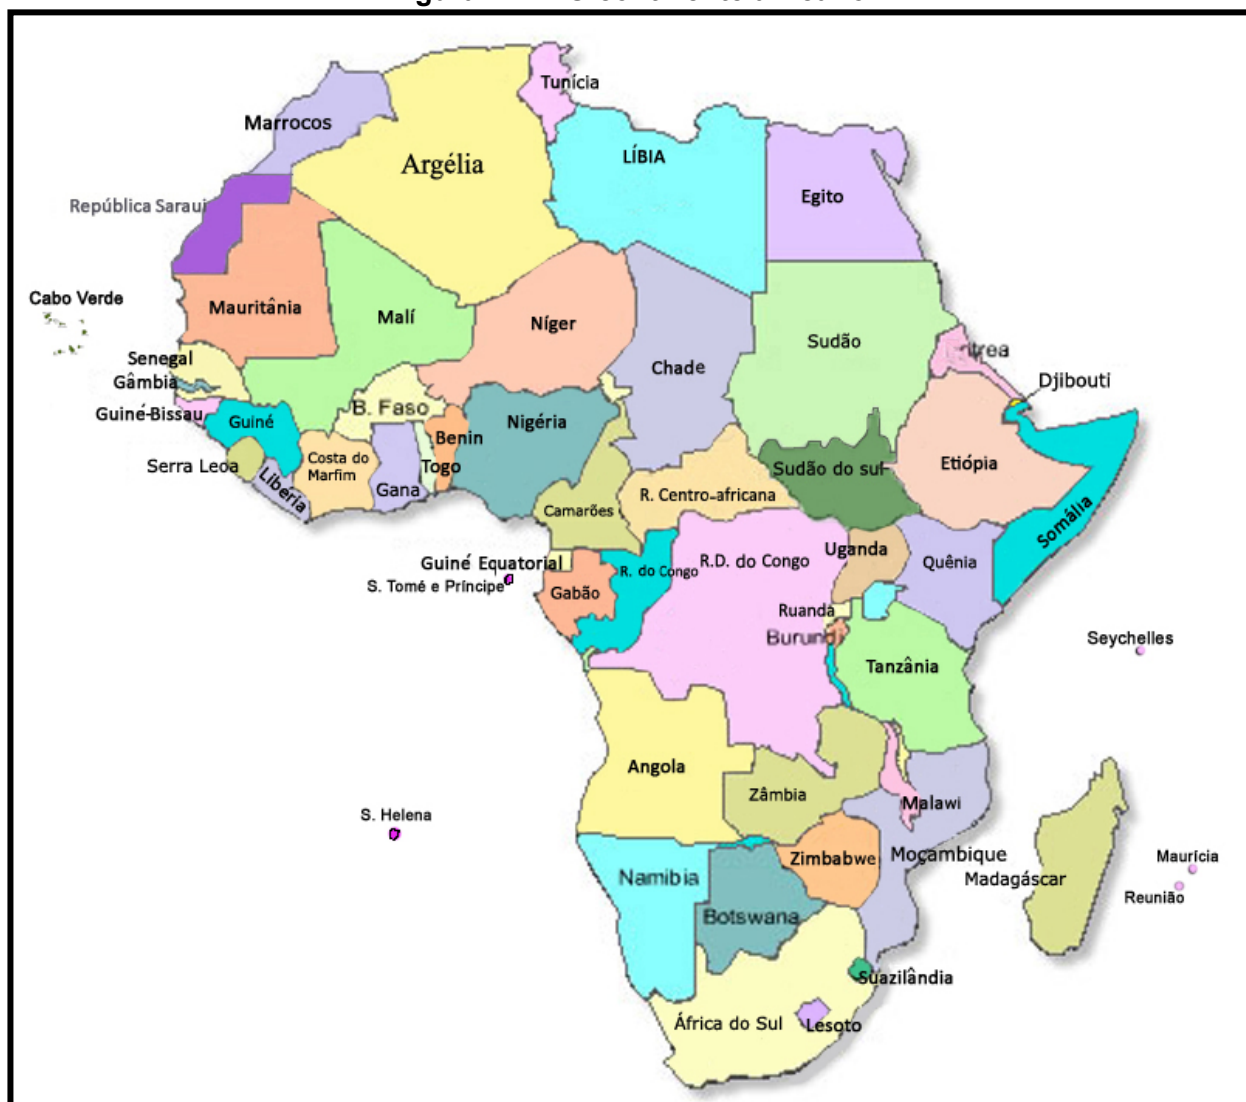 Tunícia
Marrocos
Argélia
LÍBIA
Egito
República Saraui
Cabo Verde
Mauritânia
Malí
Níger
Chade
Sudão
Senegal
Gâmbia
Guiné-Bissau
Guiné
Serra Leoa
Libéria
Costa do
Marfim
B. Faso
Gana
Togo
Benin
Nigéria
Djibouti
Etiópia
Somália
Sudão do sul
R. Centro-africana
Camarões
Guiné Equatorial
S. Tomé e Príncipe
Gabão
R. do Congo
R.D. do Congo
Uganda
Quênia
Ruanda
Burundi
Tanzânia
Seychelles
Angola
Zâmbia
Malawi
Moçambique
Madagáscar
Maurícia
Reunião
S. Helena
Namibia
Zimbabwe
Botswana
Suazilândia
África do Sul
Lesoto